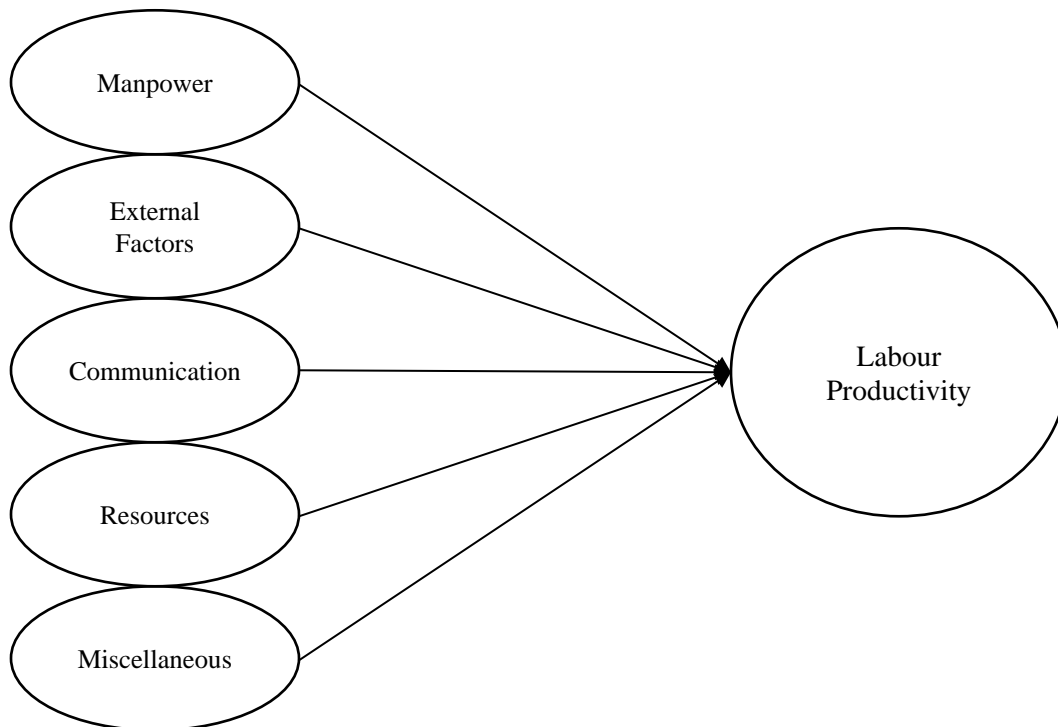 Manpower
External
Factors
Communication
Labour
Productivity
Resources
Miscellaneous